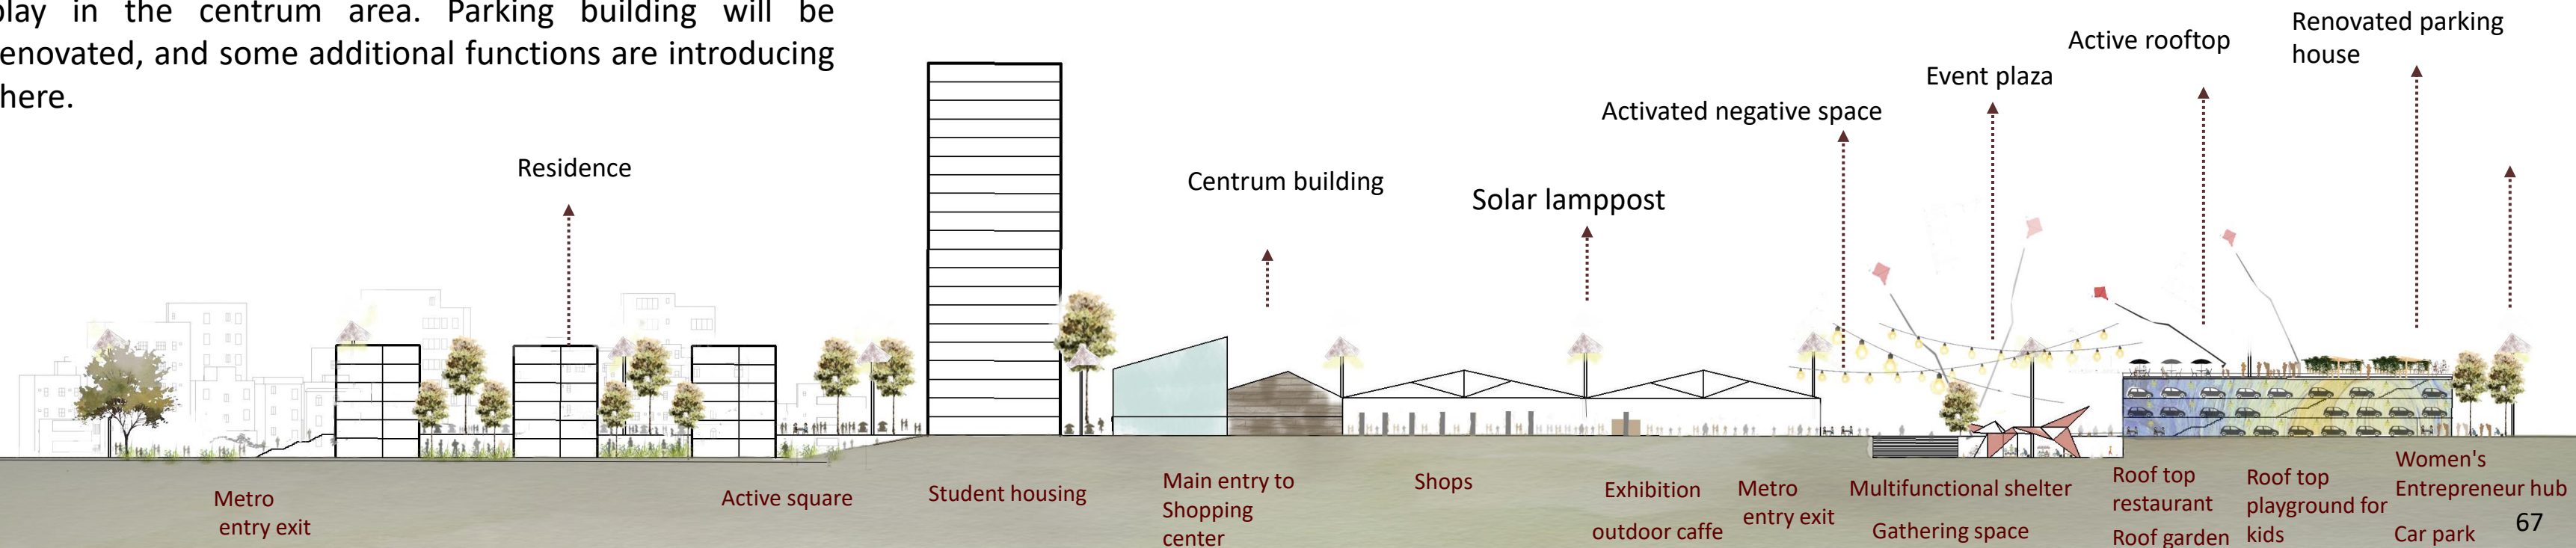 play in the centrum area. Parking building will be
renovated, and some additional functions are introducing
here.
Renovated parking
house
Active rooftop
Event plaza
Activated negative space
Residence
Centrum building
Solar lamppost
Metro
entry exit
Active square
Student housing
Main entry to
Shopping
center
Shops
Exhibition
outdoor caffe
Metro
entry exit
Multifunctional shelter
Gathering space
Roof top
restaurant
Roof garden
Roof top
playground for
kids
Women's
Entrepreneur hub
Car park
67